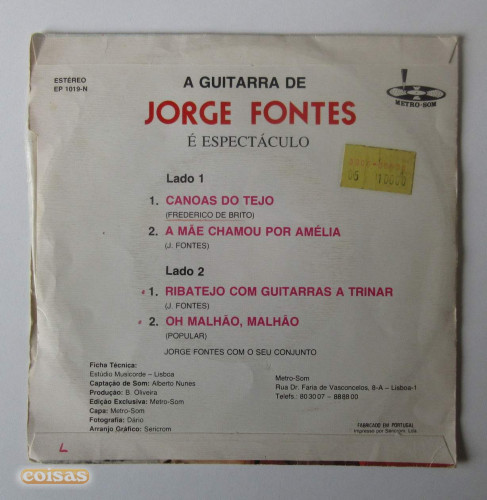 ESTÉREO
EP 1019-N
A GUITARRA DE
JORGE FONTES
É ESPECTÁCULO
METRO-SOM
Lado 1
1. CANOAS DO TEJO
(FREDERICO DE BRITO)
2. A MÃE CHAMOU POR AMÉLIA
(J. FONTES)
Lado 2
1. RIBATEJO COM GUITARRAS A TRINAR
(J. FONTES)
2. OH MALHÃO, MALHÃO
(POPULAR)
JORGE FONTES COM O SEU CONJUNTO
Ficha Técnica:
Estúdio Musicorde – Lisboa
Captação de Som: Alberto Nunes
Produção: B. Oliveira
Edição Exclusiva: Metro-Som
Capa: Metro-Som
Fotografia: Dário
Arranjo Gráfico: Sericrom
Metro-Som
Rua Dr. Faria de Vasconcelos, 8-A – Lisboa-1
Telefs.: 80 30 07 – 88 88 00
FABRICADO EM PORTUGAL
coisas